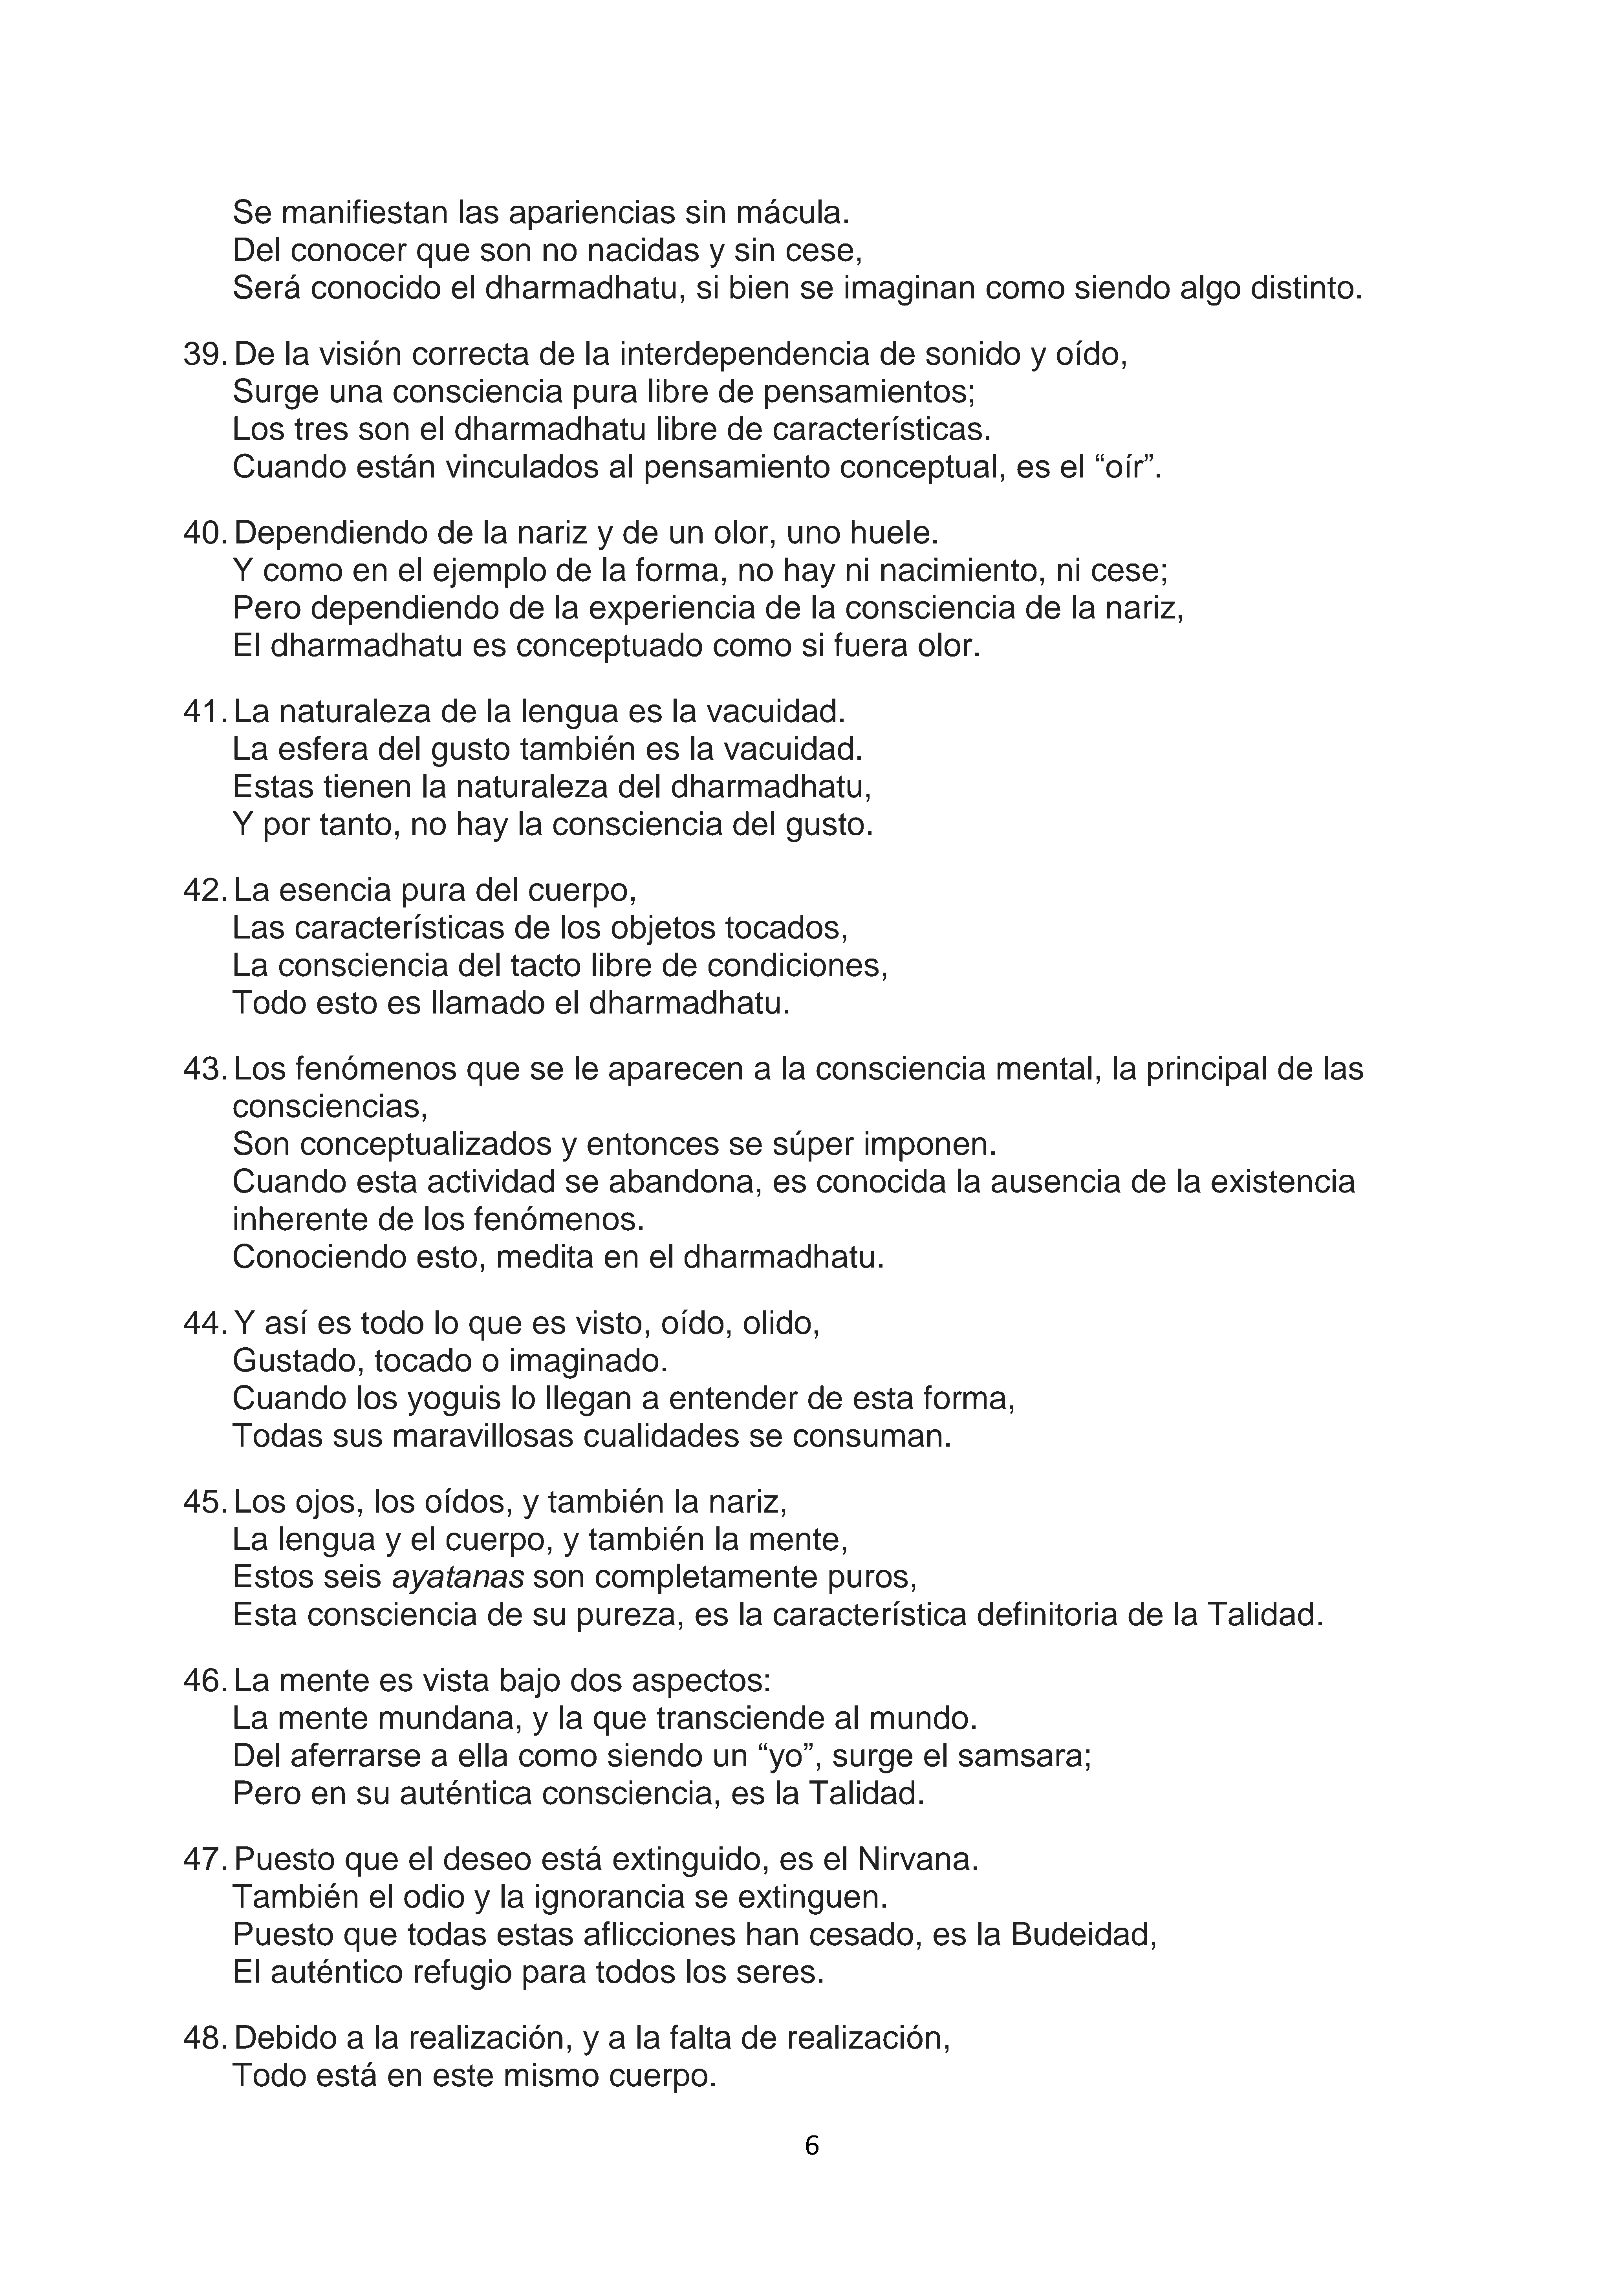 Se manifiestan las apariencias sin mácula.
Del conocer que son no nacidas y sin cese,
Será conocido el dharmadhatu, si bien se imaginan como siendo algo distinto.
39. De la visión correcta de la interdependencia de sonido y oído,
Surge una consciencia pura libre de pensamientos;
Los tres son el dharmadhatu libre de características.
Cuando están vinculados al pensamiento conceptual, es el “oír”.
40. Dependiendo de la nariz y de un olor, uno huele.
Y como en el ejemplo de la forma, no hay ni nacimiento, ni cese;
Pero dependiendo de la experiencia de la consciencia de la nariz,
El dharmadhatu es conceptuado como si fuera olor.
41. La naturaleza de la lengua es la vacuidad.
La esfera del gusto también es la vacuidad.
Estas tienen la naturaleza del dharmadhatu,
Y por tanto, no hay la consciencia del gusto.
42. La esencia pura del cuerpo,
Las características de los objetos tocados,
La consciencia del tacto libre de condiciones,
Todo esto es llamado el dharmadhatu.
43. Los fenómenos que se le aparecen a la consciencia mental, la principal de las
consciencias,
Son conceptualizados y entonces se súper imponen.
Cuando esta actividad se abandona, es conocida la ausencia de la existencia
inherente de los fenómenos.
Conociendo esto, medita en el dharmadhatu.
44. Y así es todo lo que es visto, oído, olido,
Gustado, tocado o imaginado.
Cuando los yoguis lo llegan a entender de esta forma,
Todas sus maravillosas cualidades se consuman.
45. Los ojos, los oídos, y también la nariz,
La lengua y el cuerpo, y también la mente,
Estos seis ayatanas son completamente puros,
Esta consciencia de su pureza, es la característica definitoria de la Talidad.
46. La mente es vista bajo dos aspectos:
La mente mundana, y la que transciende al mundo.
Del aferrarse a ella como siendo un “yo”, surge el samsara;
Pero en su auténtica consciencia, es la Talidad.
47. Puesto que el deseo está extinguido, es el Nirvana.
También el odio y la ignorancia se extinguen.
Puesto que todas estas aflicciones han cesado, es la Budeidad,
El auténtico refugio para todos los seres.
48. Debido a la realización, y a la falta de realización,
Todo está en este mismo cuerpo.
6